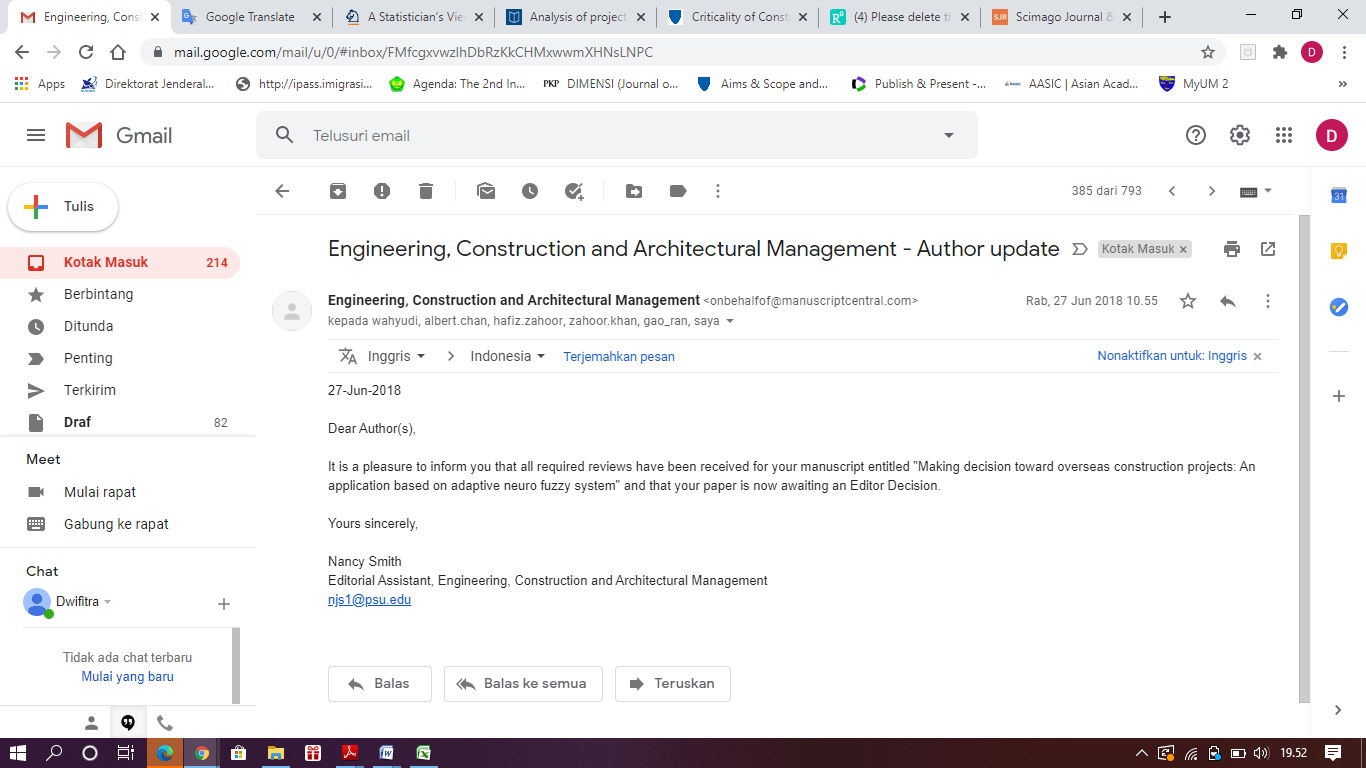 Engineering, Const
Google Translate
A Statistician's Vie
Analysis of project
Criticality of Const
(4) Please delete th
SJR
Scimago Journal &
mail.google.com/mail/u/0/#inbox/FMfcgxvwzlhDbRzKkCHMxwwmXHNsLNPC
D
Apps
Direktorat Jenderal...
http://ipass.imigrasi...
Agenda: The 2nd In...
PKP
DIMENSI (Journal o...
Aims & Scope and...
Publish & Present -...
AASIC | Asian Acad...
MyUM 2
»
Gmail
Telusuri email
D
Tulis
385 dari 793
31
Kotak Masuk 214
Berbintang
Ditunda
Penting
Terkirim
Draf 82
Meet
Mulai rapat
Gabung ke rapat
Chat
Dwifitra
Tidak ada chat terbaru
Mulai yang baru
Engineering, Construction and Architectural Management - Author update
Kotak Masuk ×
Engineering, Construction and Architectural Management <onbehalfof@manuscriptcentral.com>
Rab, 27 Jun 2018 10.55
kepada wahyudi, albert.chan, hafiz.zahoor, zahoor.khan, gao_ran, saya
Inggris > Indonesia Terjemahkan pesan
Nonaktifkan untuk: Inggris ×
27-Jun-2018
Dear Author(s),
It is a pleasure to inform you that all required reviews have been received for your manuscript entitled "Making decision toward overseas construction projects: An
application based on adaptive neuro fuzzy system" and that your paper is now awaiting an Editor Decision.
Yours sincerely,
Nancy Smith
Editorial Assistant, Engineering, Construction and Architectural Management
njs1@psu.edu
Balas
Balas ke semua
Teruskan
19.52